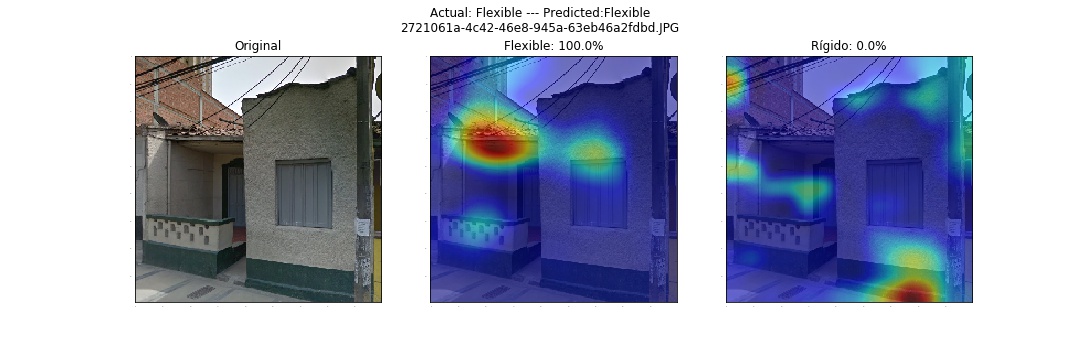 Actual: Flexible --- Predicted:Flexible
2721061a-4c42-46e8-945a-63eb46a2fdbd.JPG
Original
Flexible: 100.0%
Rígido: 0.0%